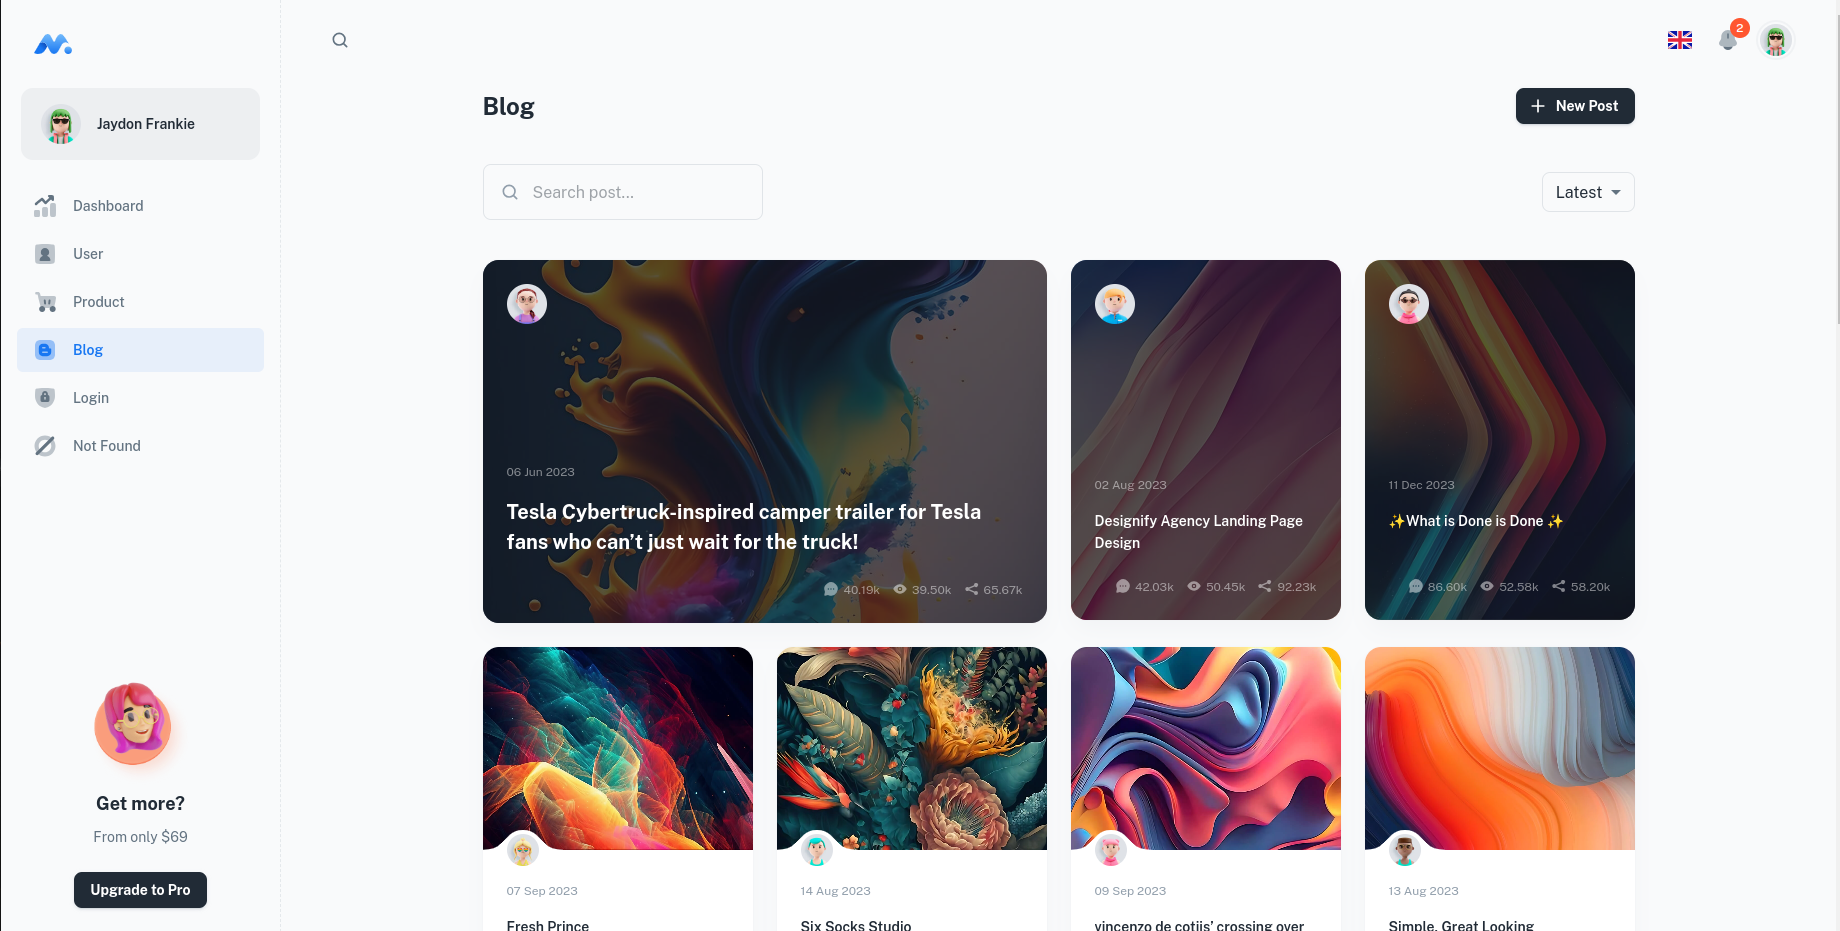 2
Jaydon Frankie
Dashboard
User
Product
Blog
Login
Not Found
Get more?
From only $69
Upgrade to Pro
Blog
New Post
Search post...
Latest
06 Jun 2023
Tesla Cybertruck-inspired camper trailer for Tesla
fans who can’t just wait for the truck!
40.19k 39.50k 65.67k
02 Aug 2023
Designify Agency Landing Page
Design
42.03k 50.45k 92.23k
11 Dec 2023
✨What is Done is Done ✨
86.60k 52.58k 58.20k
07 Sep 2023
Fresh Prince
14 Aug 2023
Six Socks Studio
09 Sep 2023
vincenzo de cotiis’ crossing over
13 Aug 2023
Simple, Great Looking